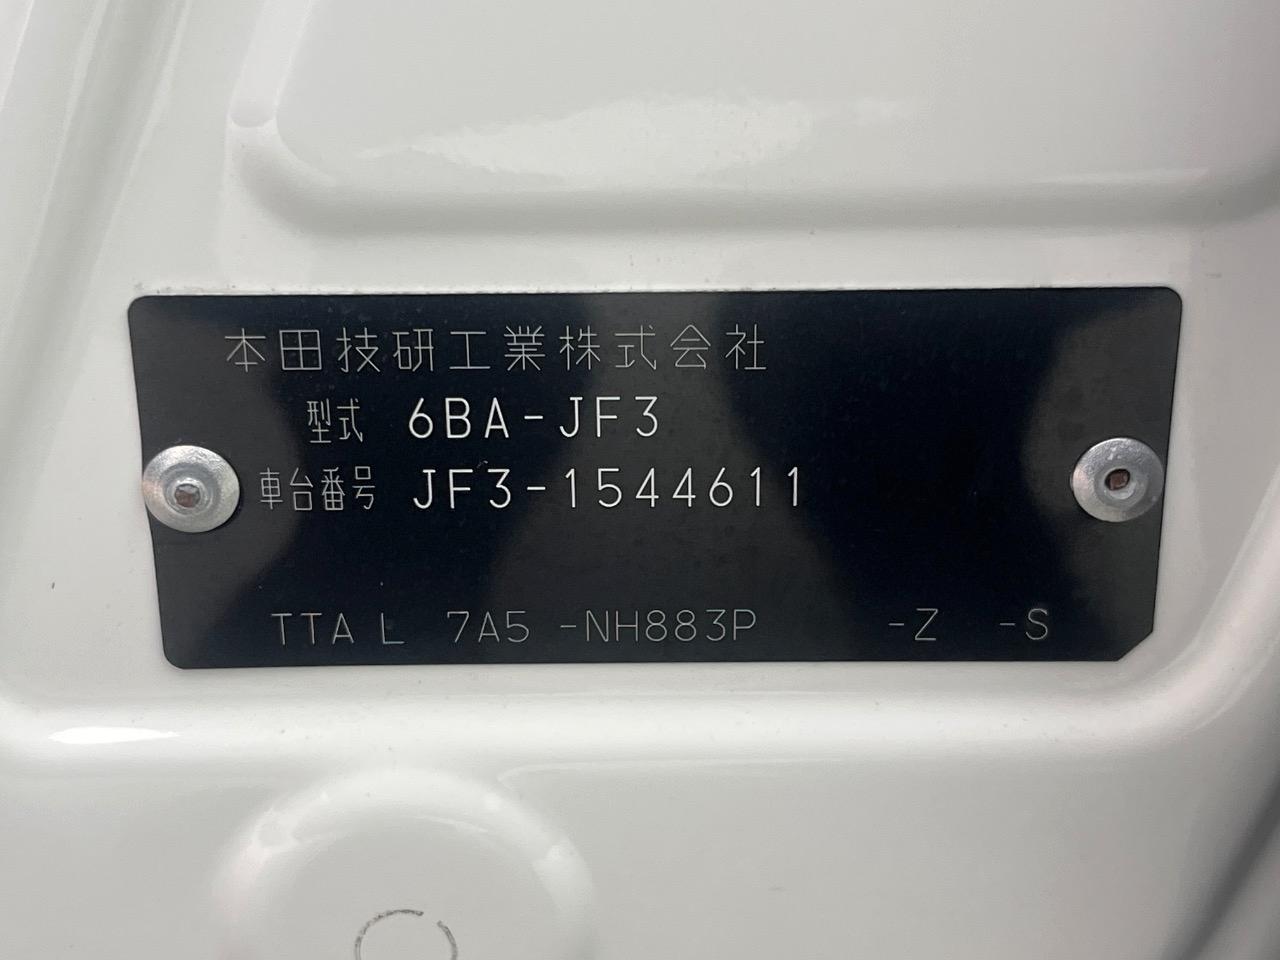 本田技研工業株式会社
型式 6BA-JF3
車台番号 JF3-1544611
TTA L 7A5 -NH883P -Z -S